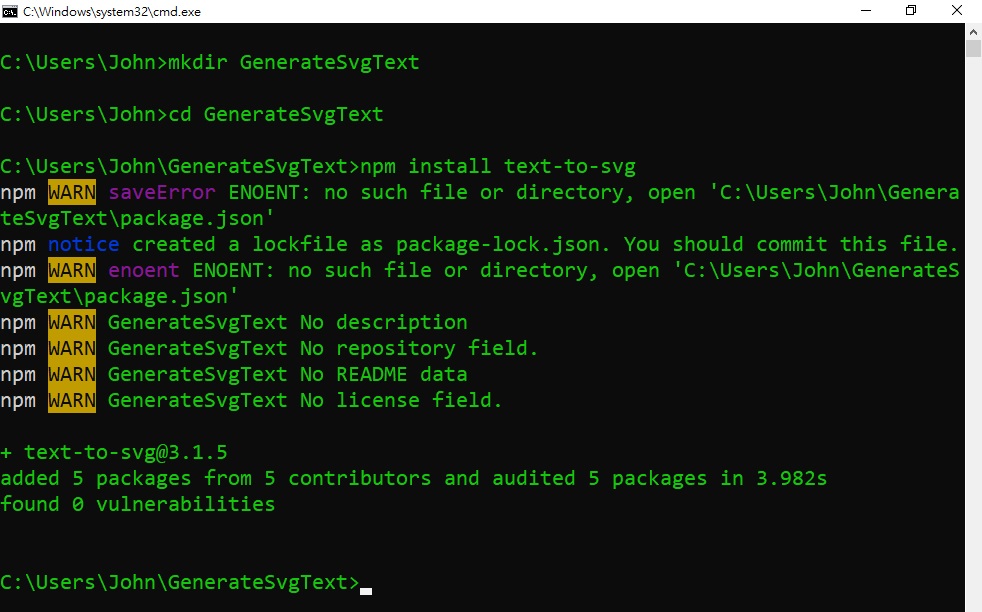 C:\Windows\system32\cmd.exe
C:\Users\John>mkdir GenerateSvgText
C:\Users\John>cd GenerateSvgText
C:\Users\John\GenerateSvgText>npm install text-to-svg
npm WARN saveError ENOENT: no such file or directory, open 'C:\Users\John\Genera
teSvgText\package.json'
npm notice created a lockfile as package-lock.json. You should commit this file.
npm WARN enoent ENOENT: no such file or directory, open 'C:\Users\John\GenerateS
vgText\package.json'
npm WARN GenerateSvgText No description
npm WARN GenerateSvgText No repository field.
npm WARN GenerateSvgText No README data
npm WARN GenerateSvgText No license field.
+ text-to-svg@3.1.5
added 5 packages from 5 contributors and audited 5 packages in 3.982s
found 0 vulnerabilities
C:\Users\John\GenerateSvgText>